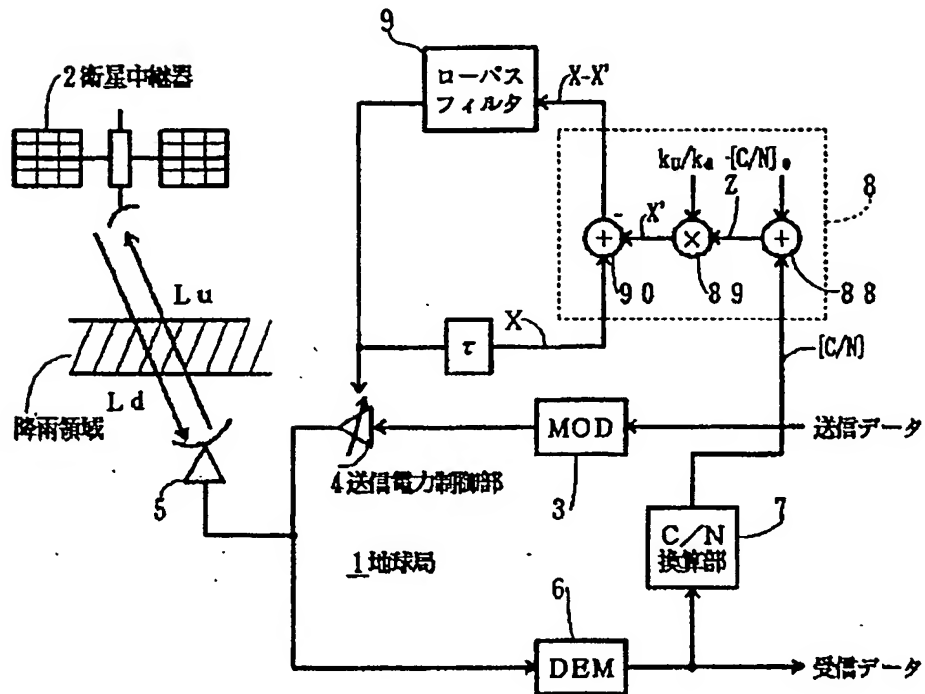 9
2衛星中継器
ローパス
フィルタ
X-X'
ku/kd
-[C/N]o
8
X'
Z
+
-
×
+
90
89
88
Lu
X
τ
[C/N]
Ld
降雨領域
MOD
送信データ
4送信電力制御部
3
5
C/N
換算部
7
1地球局
6
DEM
受信データ